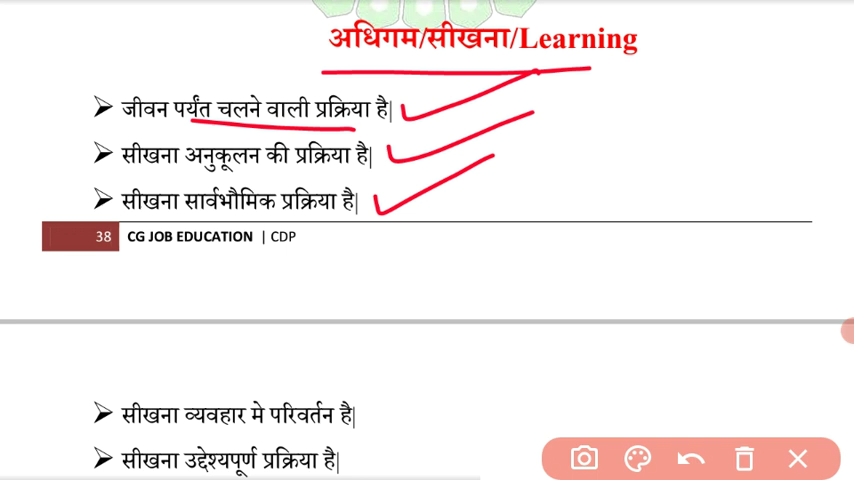 अधिगम/सीखना/Learning
जीवन पर्यंत चलने वाली प्रक्रिया है|
सीखना अनुकूलन की प्रक्रिया है|
सीखना सार्वभौमिक प्रक्रिया है|
38 CG JOB EDUCATION | CDP
सीखना व्यवहार मे परिवर्तन है|
सीखना उद्देश्यपूर्ण प्रक्रिया है|